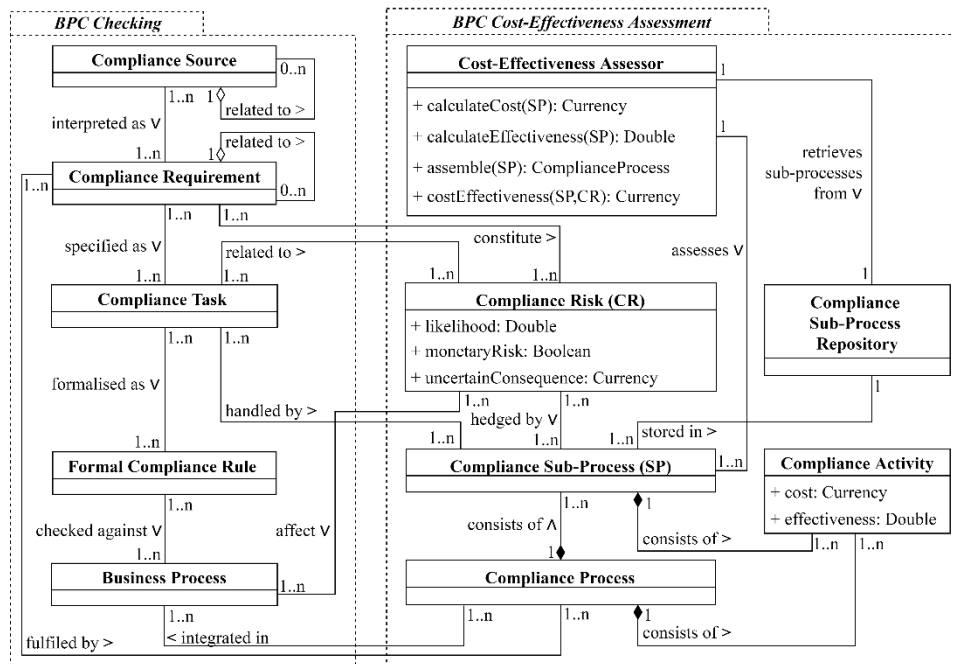 BPC Checking
BPC Cost-Effectiveness Assessment
Compliance Source
0..n
1..n
1
related to >
interpreted as V
related to >
1..n
1
1..n
Compliance Requirement
0..n
1..n
1..n
specified as V
related to >
constitute >
1..n
1..n
1..n
1..n
Compliance Task
1..n
1..n
formalised as V
handled by >
1..n
Formal Compliance Rule
1..n
checked against V
1..n
Business Process
1..n
1..n
affect V
< integrated in
fulfiled by >
Cost-Effectiveness Assessor
+ calculateCost(SP): Currency
+ calculateEffectiveness(SP): Double
+ assemble(SP): ComplianceProcess
+ costEffectiveness(SP,CR): Currency
1
1
retrieves
sub-processes
from V
assesses V
1
Compliance Risk (CR)
+ likelihood: Double
+ monetaryRisk: Boolean
+ uncertainConsequence: Currency
Compliance
Sub-Process
Repository
1..n
1..n
1
hedged by V
stored in >
1..n
1..n
1..n
Compliance Sub-Process (SP)
1..n
Compliance Activity
+ cost: Currency
+ effectiveness: Double
1..n
1
consists of Λ
consists of >
1..n
1..n
1
Compliance Process
1..n
1..n
1
consists of >